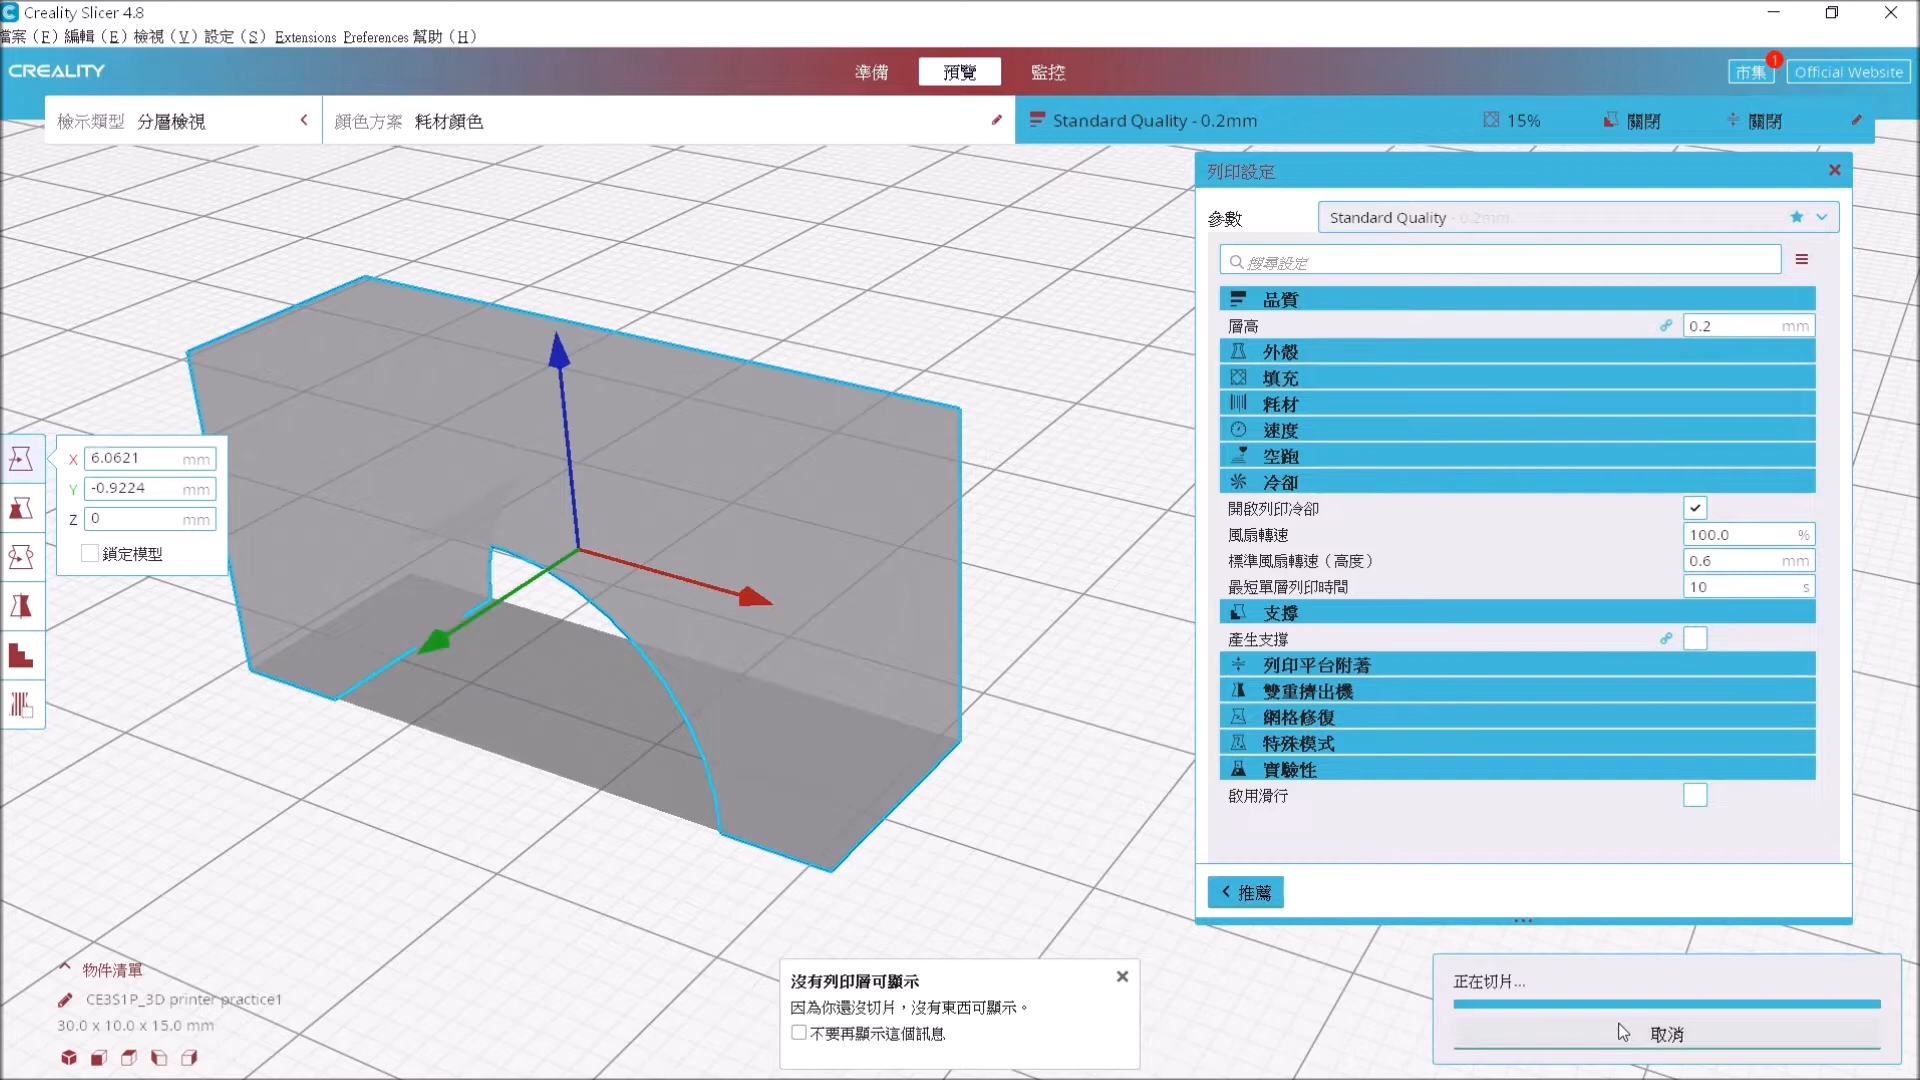 Creality Slicer 4.8
檔案（F） 編輯（E） 檢視（V） 設定（S） Extensions Preferences 幫助（H）
CREALITY
準備
預覽
監控
市集
1
Official Website
檢示類型 分層檢視
顏色方案 耗材顏色
Standard Quality - 0.2mm
15%
關閉
關閉
列印設定
參數
Standard Quality - 0.2mm
搜尋設定
品質
層高
0.2 mm
外殼
填充
耗材
速度
空跑
冷卻
開啟列印冷卻
風扇轉速
100.0 %
標準風扇轉速（高度）
0.6 mm
最短單層列印時間
10 s
支撐
產生支撐
列印平台附著
雙重擠出機
網格修復
特殊模式
實驗性
啟用滑行
推薦
X 6.0621 mm
Y -0.9224 mm
Z 0 mm
鎖定模型
物件清單
CE3S1P_3D printer practice1
30.0 x 10.0 x 15.0 mm
沒有列印層可顯示
因為你還沒切片，沒有東西可顯示。
不要再顯示這個訊息.
正在切片...
取消